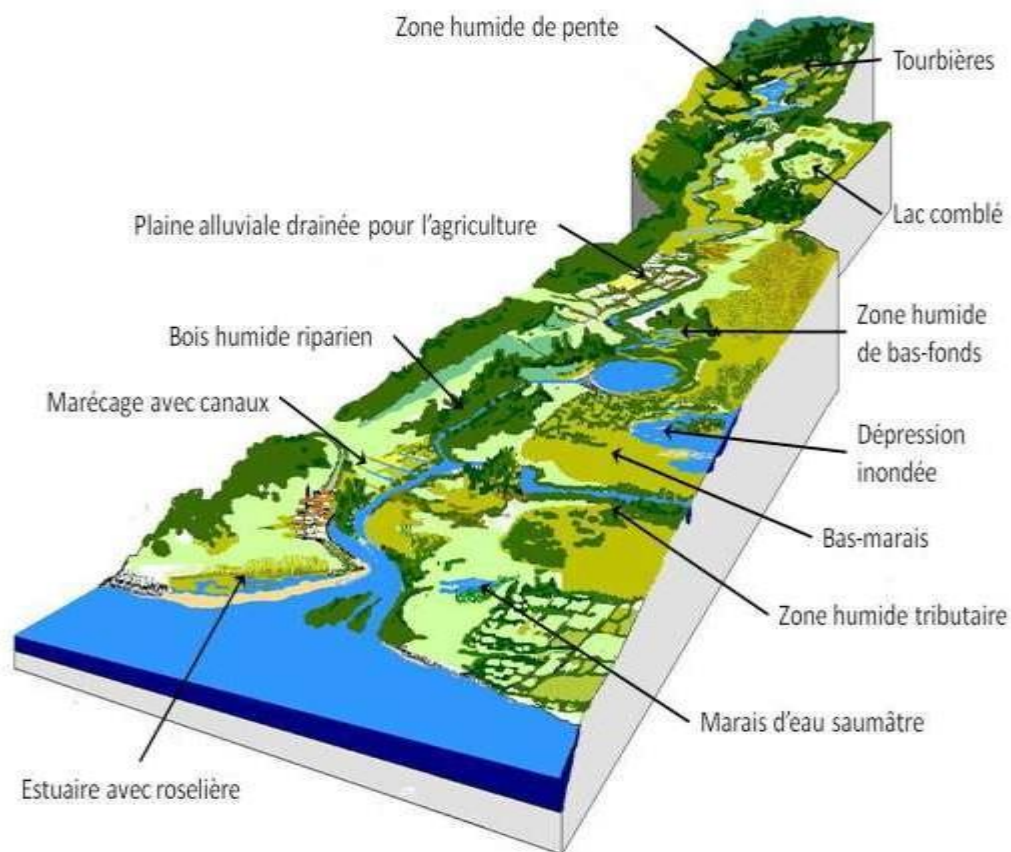 Zone humide de pente
Tourbières
Lac comblé
Plaine alluviale drainée pour l'agriculture
Zone humide
de bas-fonds
Bois humide riparien
Marécage avec canaux
Dépression
inondée
Bas-marais
Zone humide tributaire
Marais d'eau saumâtre
Estuaire avec roselière